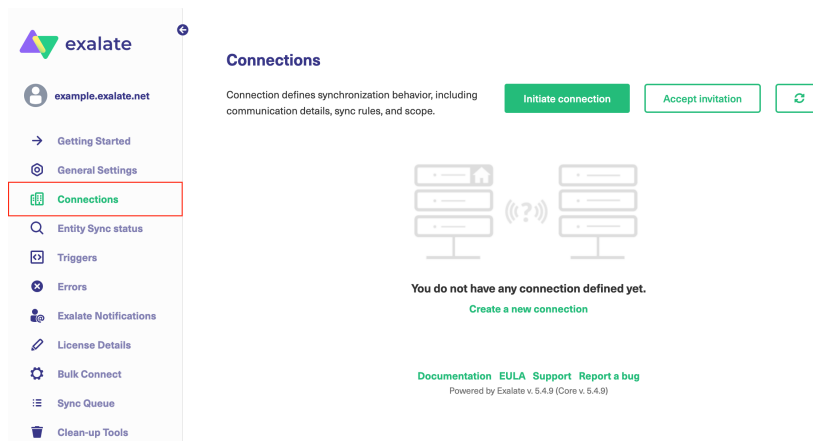 exalate
example.exalate.net
Getting Started
General Settings
Connections
Entity Sync status
Triggers
Errors
Exalate Notifications
License Details
Bulk Connect
Sync Queue
Clean-up Tools
Connections
Connection defines synchronization behavior, including
communication details, sync rules, and scope.
Initiate connection
Accept invitation
((?))
You do not have any connection defined yet.
Create a new connection
Documentation EULA Support Report a bug
Powered by Exalate v. 5.4.9 (Core v. 5.4.9)